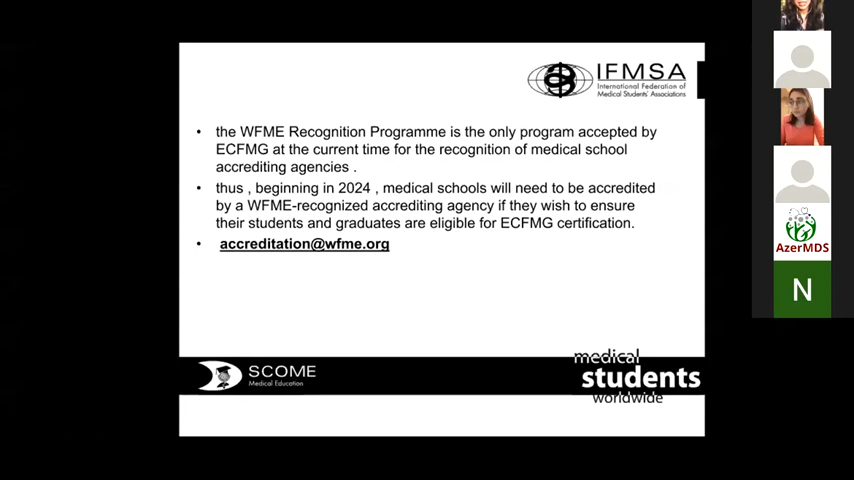 IFMSA
International Federation of
Medical Students' Associations
• the WFME Recognition Programme is the only program accepted by
ECFMG at the current time for the recognition of medical school
accrediting agencies .
• thus , beginning in 2024 , medical schools will need to be accredited
by a WFME-recognized accrediting agency if they wish to ensure
their students and graduates are eligible for ECFMG certification.
• accreditation@wfme.org
SCOME
Medical Education
medical
students
worldwide
AzerMDS
N